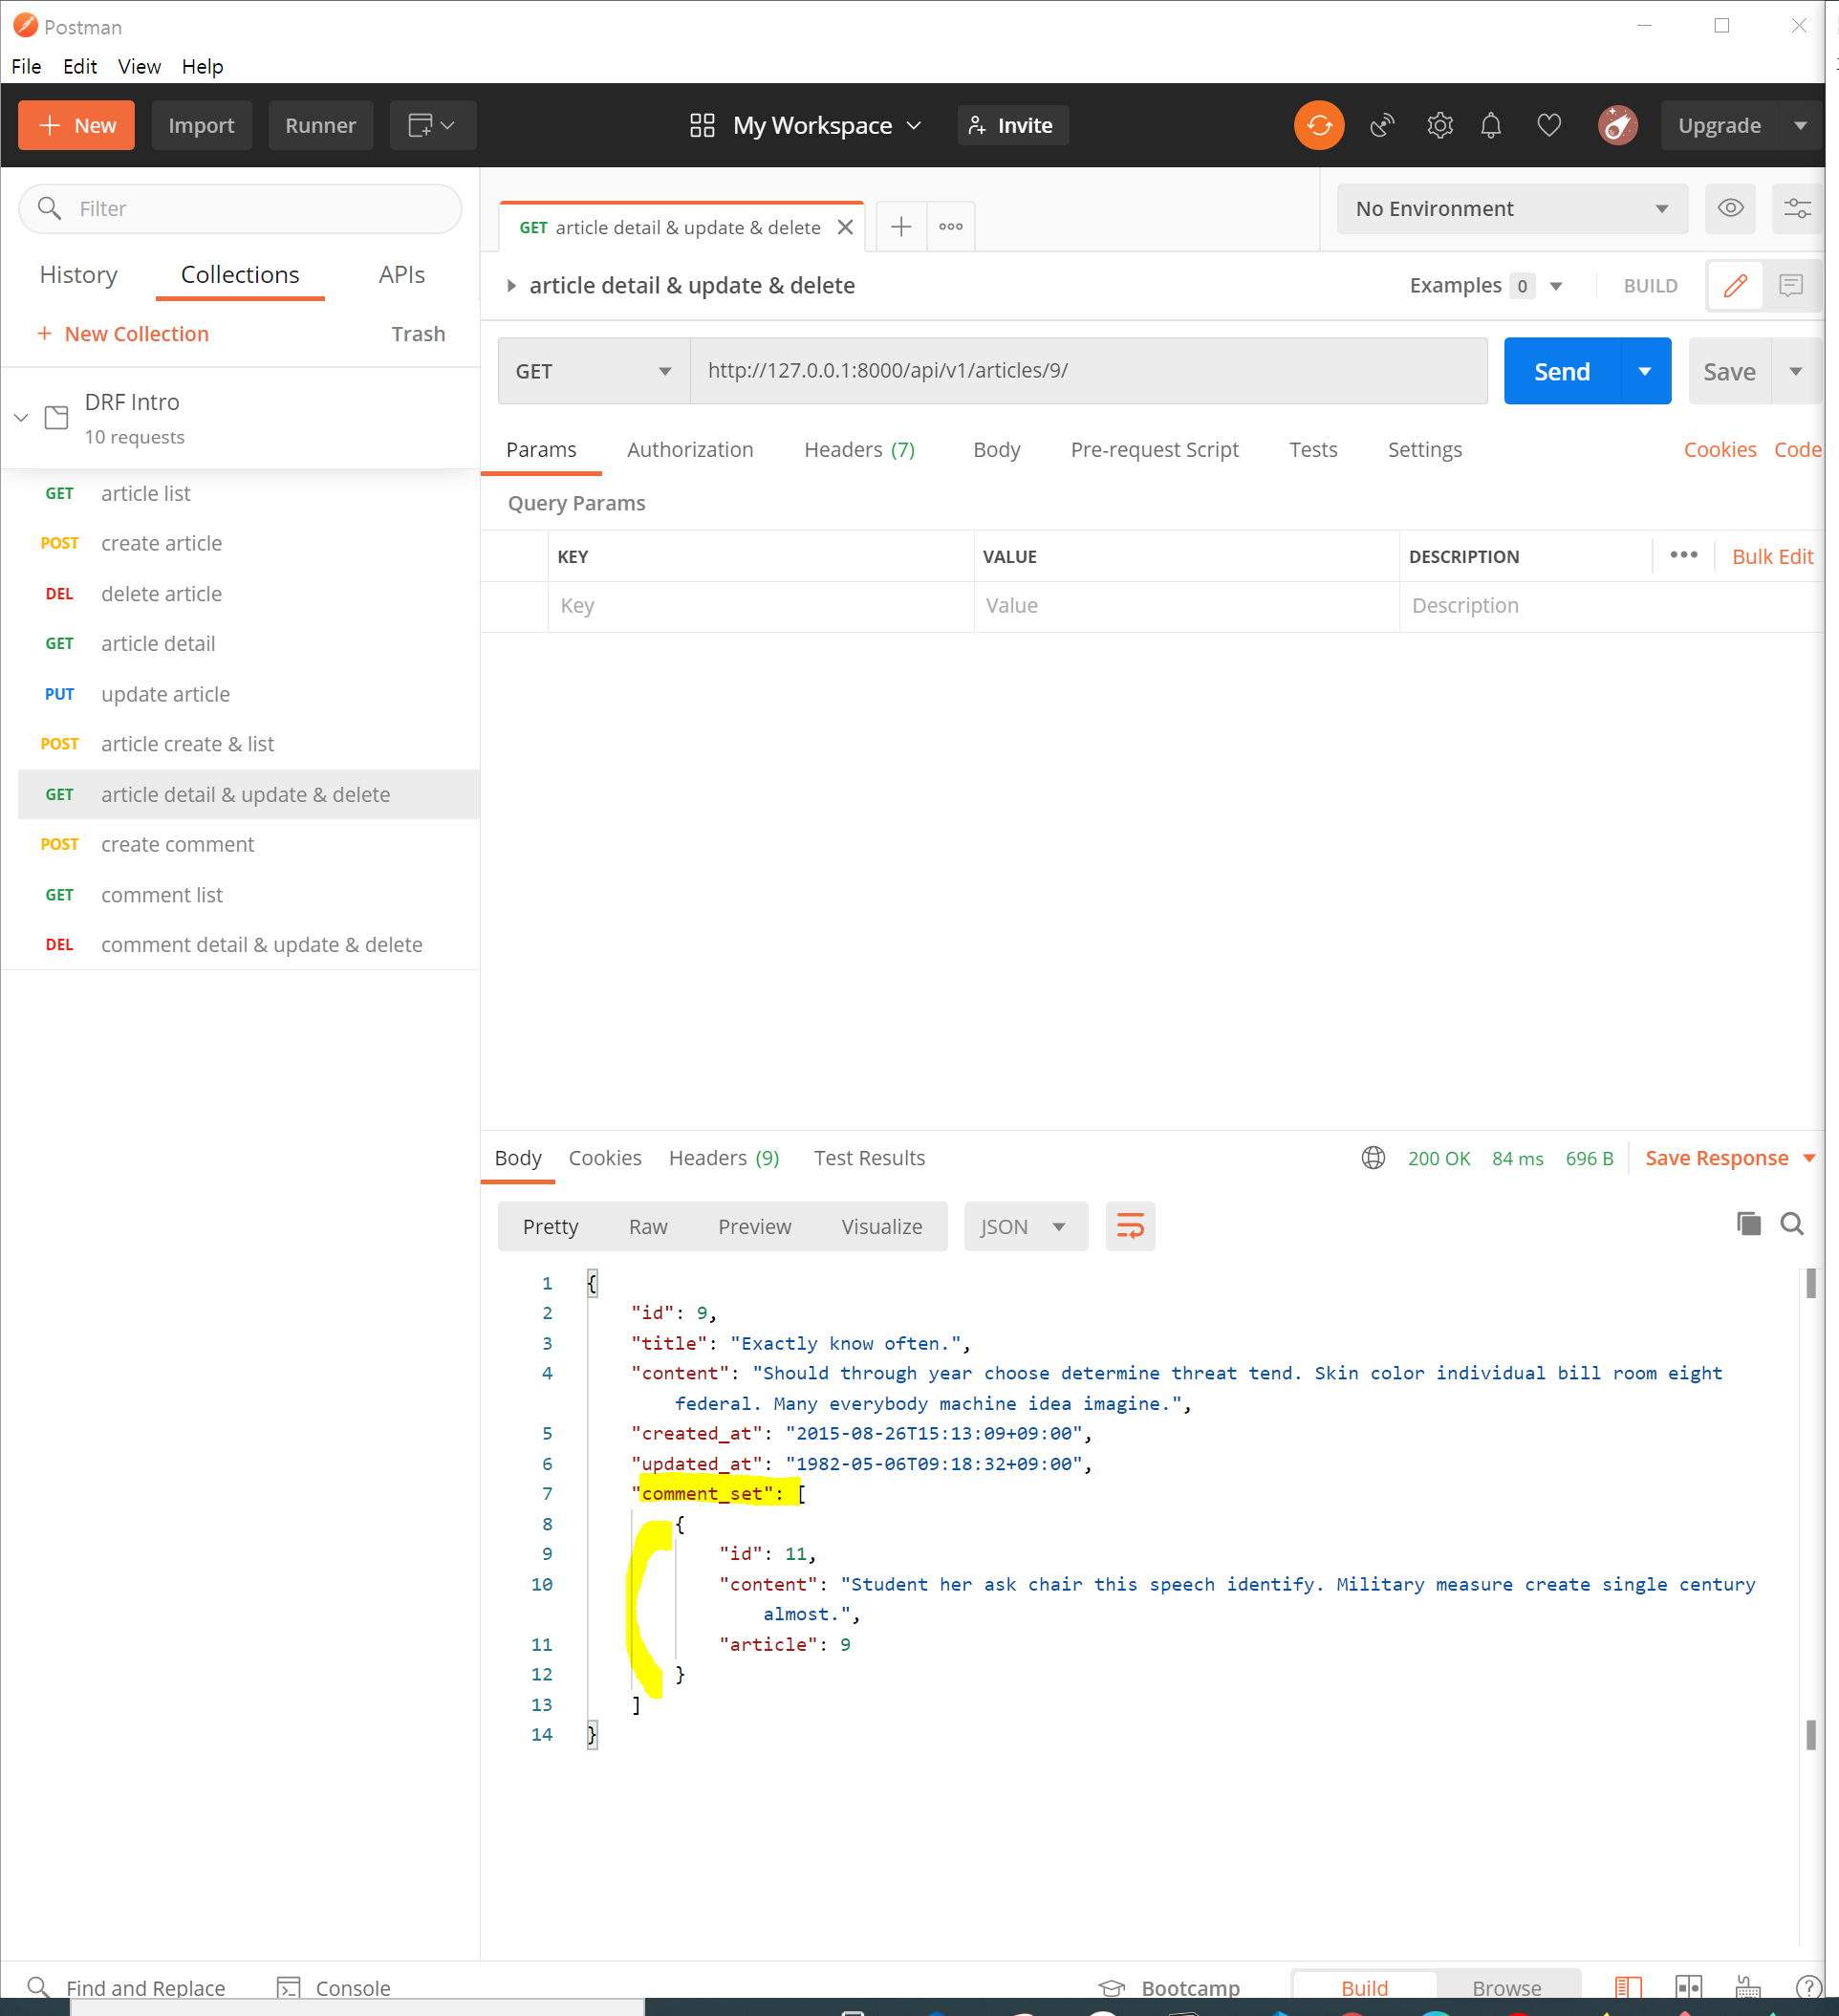 Postman
File Edit View Help
New Import Runner My Workspace Invite Upgrade
Filter
History Collections APIs
New Collection Trash
DRF Intro
10 requests
GET article list
POST create article
DEL delete article
GET article detail
PUT update article
POST article create & list
GET article detail & update & delete
POST create comment
GET comment list
DEL comment detail & update & delete
GET article detail & update & delete
No Environment
article detail & update & delete
Examples 0 BUILD
GET http://127.0.0.1:8000/api/v1/articles/9/ Send Save
Params Authorization Headers (7) Body Pre-request Script Tests Settings Cookies Code
Query Params
KEY VALUE DESCRIPTION Bulk Edit
Key Value Description
Body Cookies Headers (9) Test Results 200 OK 84 ms 696 B Save Response
Pretty Raw Preview Visualize JSON
1 {
2 "id": 9,
3 "title": "Exactly know often.",
4 "content": "Should through year choose determine threat tend. Skin color individual bill room eight
federal. Many everybody machine idea imagine.",
5 "created_at": "2015-08-26T15:13:09+09:00",
6 "updated_at": "1982-05-06T09:18:32+09:00",
7 "comment_set": [
8 {
9 "id": 11,
10 "content": "Student her ask chair this speech identify. Military measure create single century
almost.",
11 "article": 9
12 }
13 ]
14 }
Find and Replace Console Bootcamp Build Browse